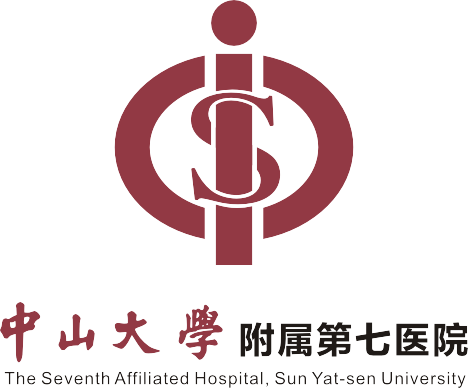 S
中山大學 附属第七医院
The Seventh Affiliated Hospital, Sun Yat-sen University